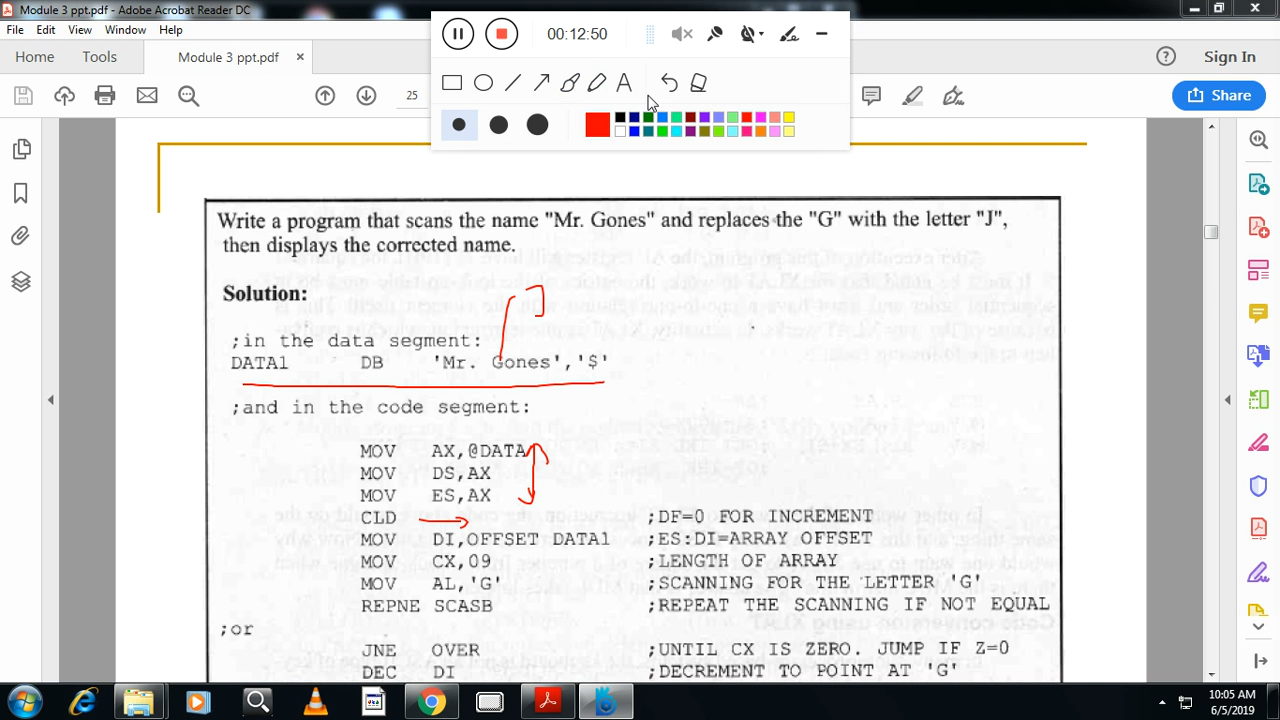 Module 3 ppt.pdf - Adobe Acrobat Reader DC
File Edit View Window Help
00:12:50
Home Tools Module 3 ppt.pdf × Sign In
25
A
Share
Write a program that scans the name "Mr. Gones" and replaces the "G" with the letter "J",
then displays the corrected name.
Solution:
;in the data segment:
DATA1 DB 'Mr. Gones','$'
;and in the code segment:
MOV AX,@DATA
MOV DS,AX
MOV ES,AX
CLD ;DF=0 FOR INCREMENT
MOV DI,OFFSET DATA1 ;ES:DI=ARRAY OFFSET
MOV CX,09 ;LENGTH OF ARRAY
MOV AL,'G' ;SCANNING FOR THE LETTER 'G'
REPNE SCASB ;REPEAT THE SCANNING IF NOT EQUAL
;or
JNE OVER ;UNTIL CX IS ZERO. JUMP IF Z=0
DEC DI ;DECREMENT TO POINT AT 'G'
10:05 AM
6/5/2019